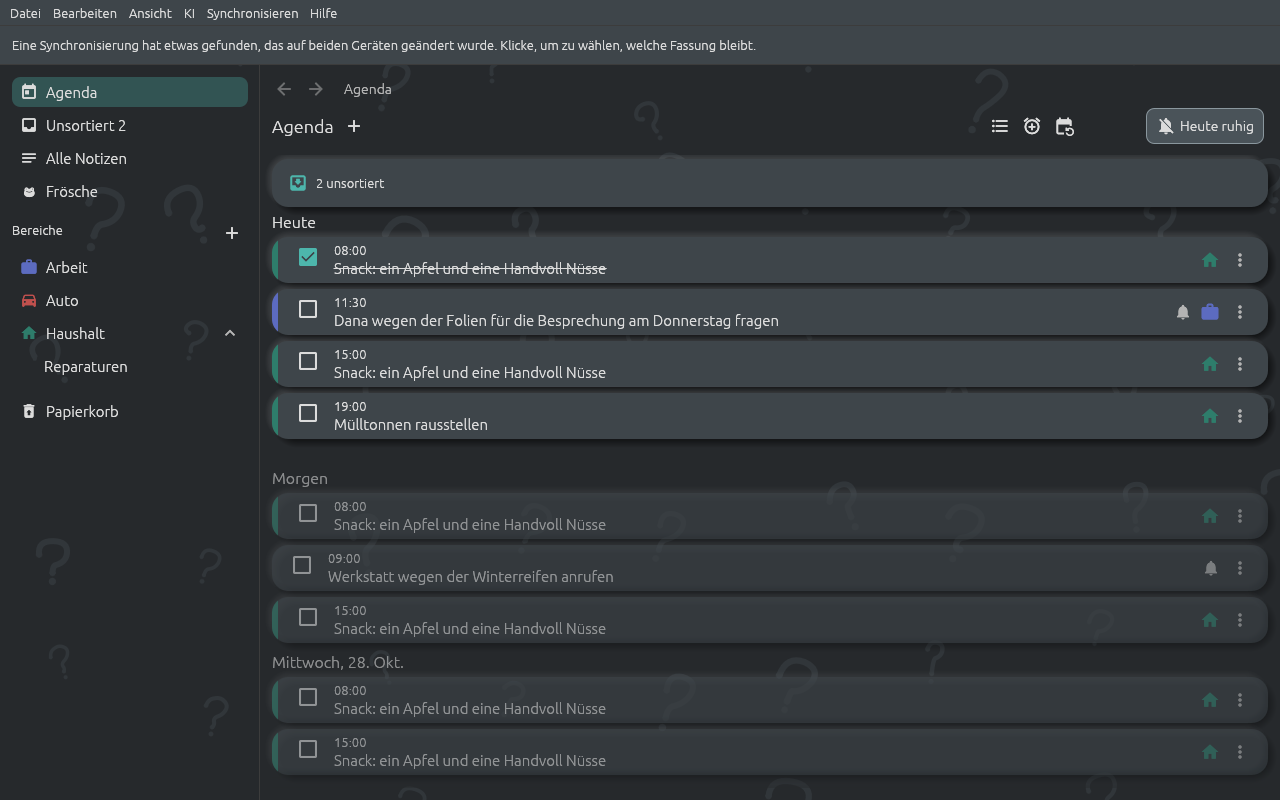 Datei Bearbeiten Ansicht KI Synchronisieren Hilfe
Eine Synchronisierung hat etwas gefunden, das auf beiden Geräten geändert wurde. Klicke, um zu wählen, welche Fassung bleibt.
Agenda
Unsortiert 2
Alle Notizen
Frösche
Bereiche
Arbeit
Auto
Haushalt
Reparaturen
Papierkorb
Agenda
Agenda
Heute ruhig
2 unsortiert
Heute
08:00
Snack: ein Apfel und eine Handvoll Nüsse
11:30
Dana wegen der Folien für die Besprechung am Donnerstag fragen
15:00
Snack: ein Apfel und eine Handvoll Nüsse
19:00
Mülltonnen rausstellen
Morgen
08:00
Snack: ein Apfel und eine Handvoll Nüsse
09:00
Werkstatt wegen der Winterreifen anrufen
15:00
Snack: ein Apfel und eine Handvoll Nüsse
Mittwoch, 28. Okt.
08:00
Snack: ein Apfel und eine Handvoll Nüsse
15:00
Snack: ein Apfel und eine Handvoll Nüsse